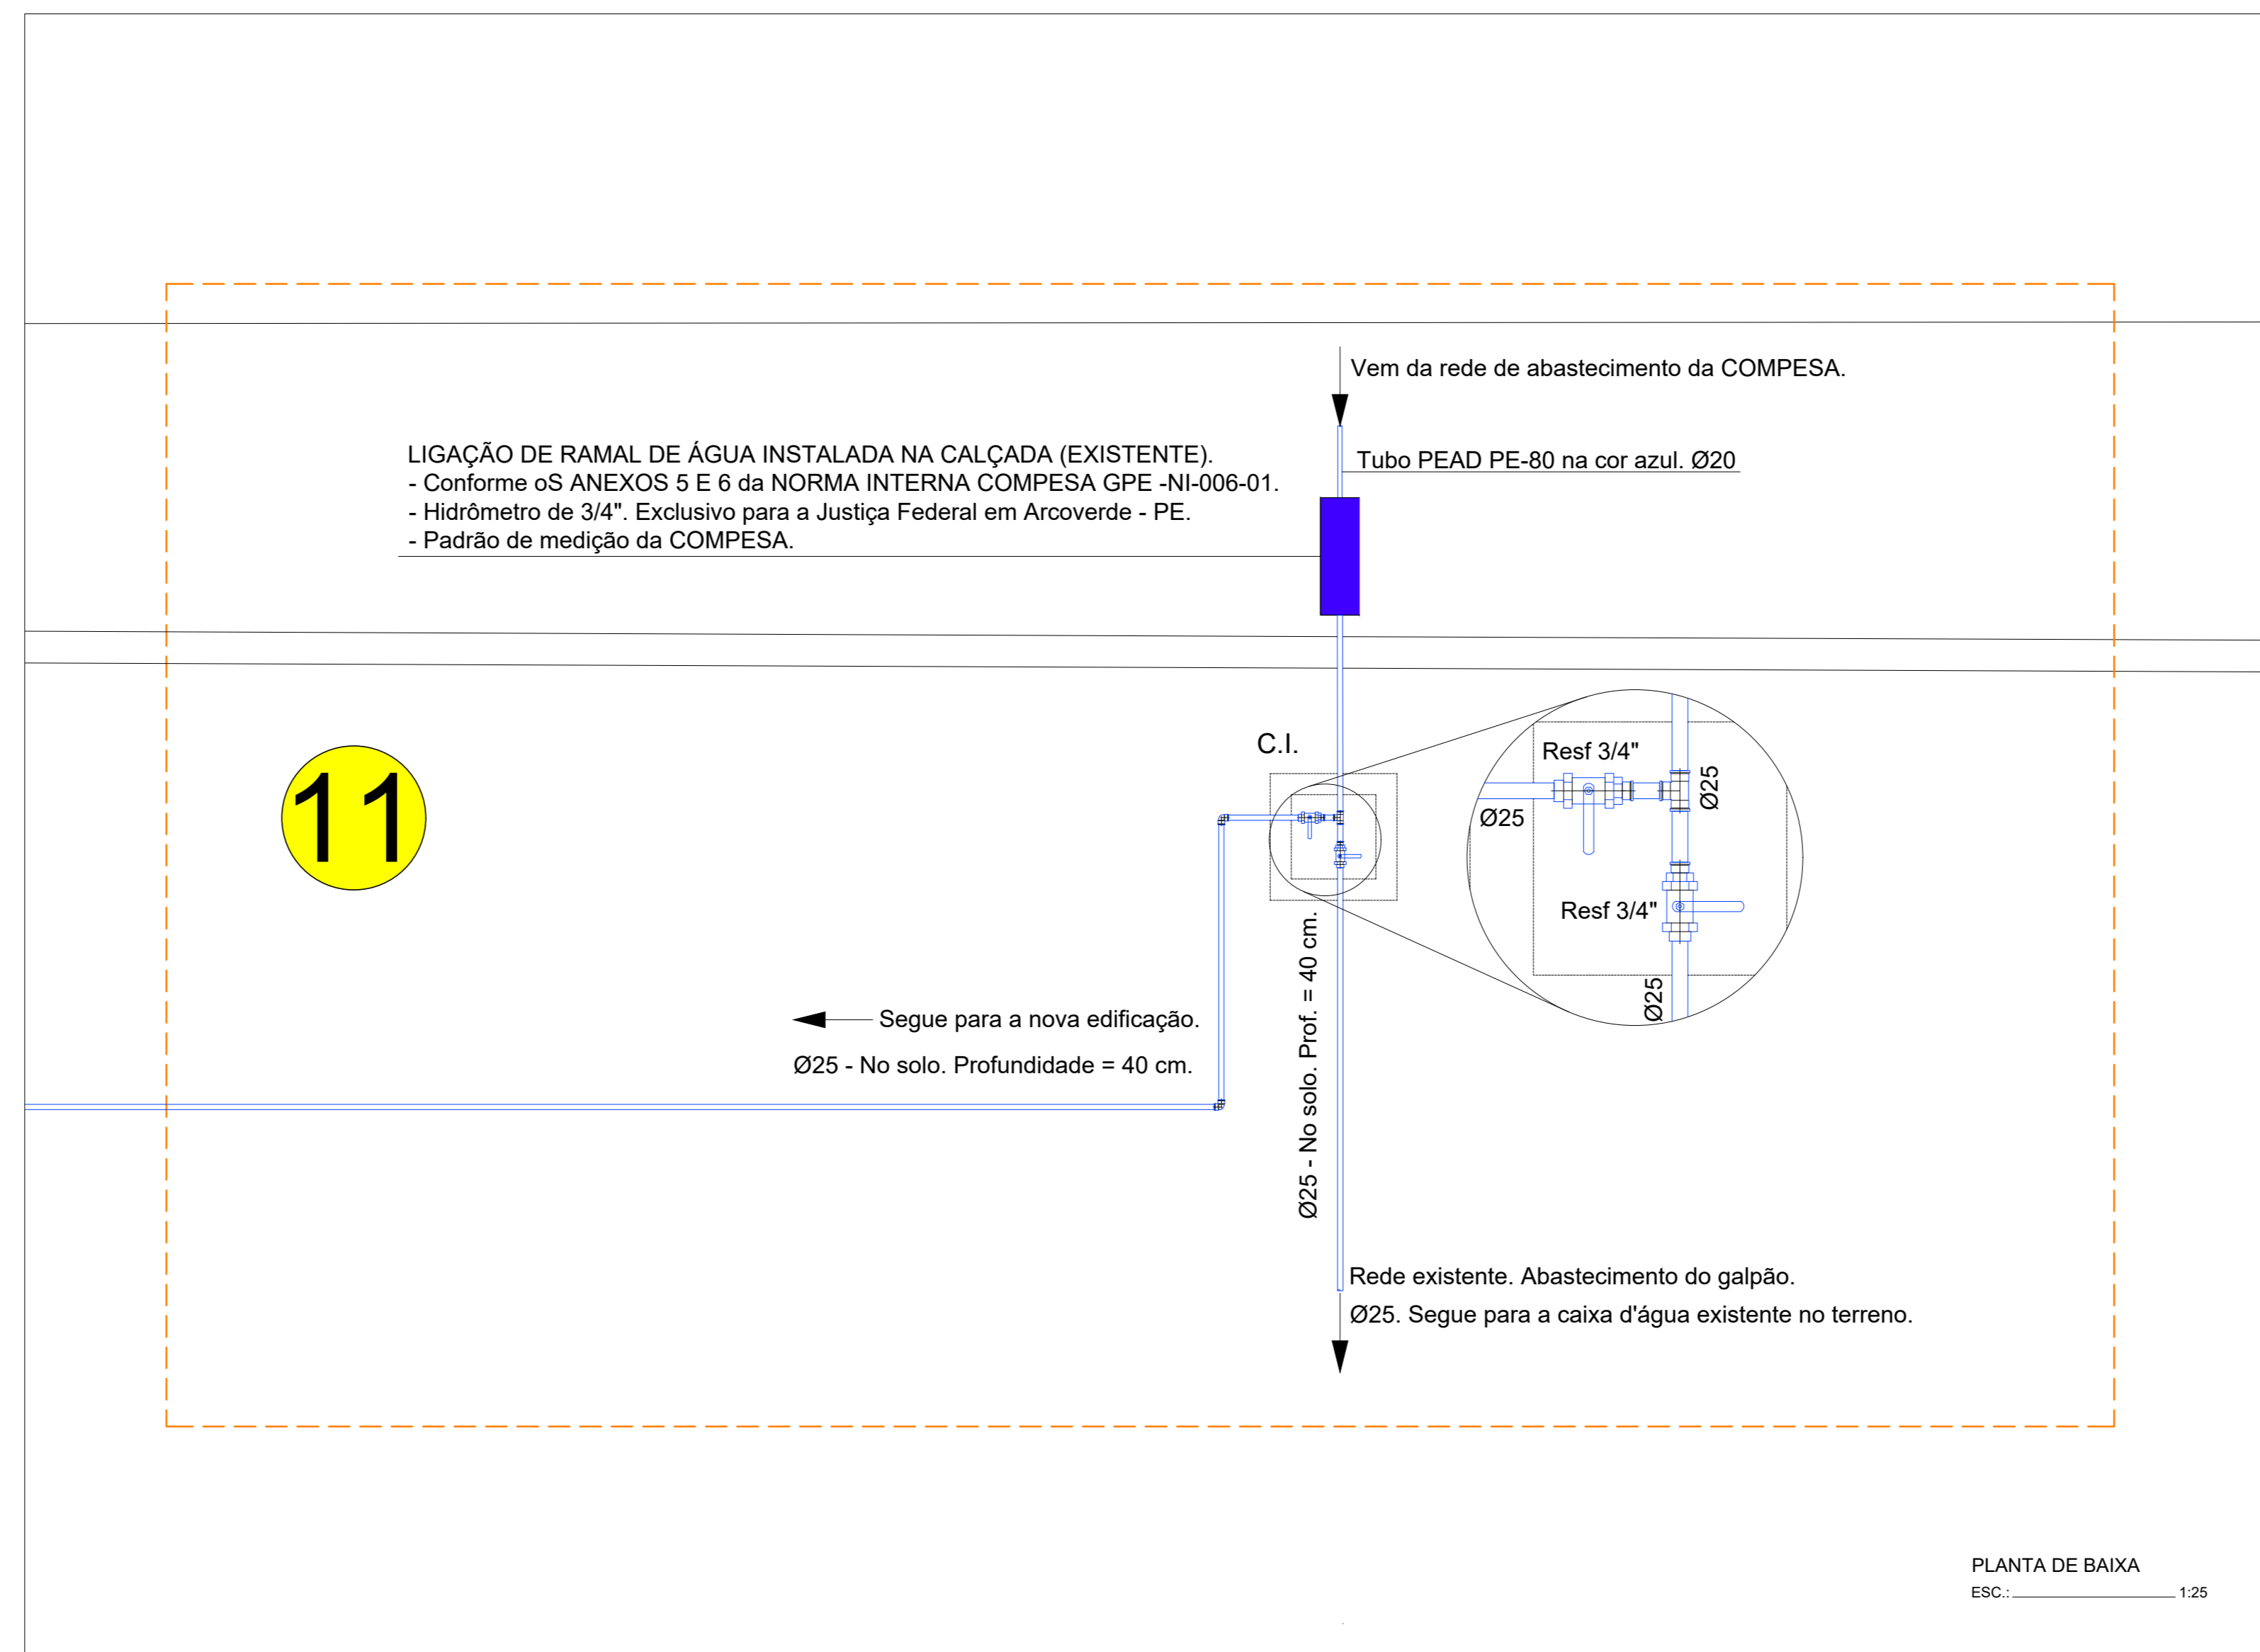 Vem da rede de abastecimento da COMPESA.
LIGAÇÃO DE RAMAL DE ÁGUA INSTALADA NA CALÇADA (EXISTENTE).
- Conforme oS ANEXOS 5 E 6 da NORMA INTERNA COMPESA GPE -NI-006-01.
- Hidrômetro de 3/4". Exclusivo para a Justiça Federal em Arcoverde - PE.
- Padrão de medição da COMPESA.
Tubo PEAD PE-80 na cor azul. Ø20
C.I.
11
Resf 3/4"
Ø25
Ø25
Resf 3/4"
Ø25
Segue para a nova edificação.
Ø25 - No solo. Profundidade = 40 cm.
Ø25 - No solo. Prof. = 40 cm.
Rede existente. Abastecimento do galpão.
Ø25. Segue para a caixa d'água existente no terreno.
PLANTA DE BAIXA
ESC.: 1:25